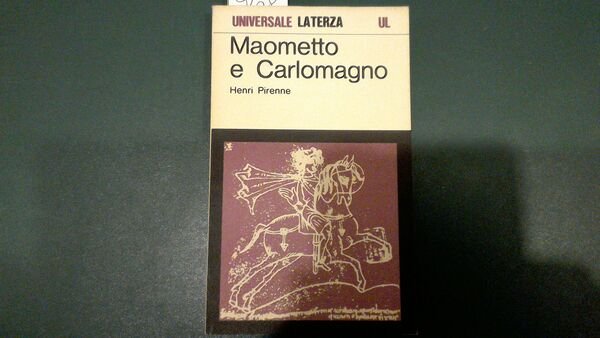 UNIVERSALE LATERZA UL
Maometto
e Carlomagno
Henri Pirenne